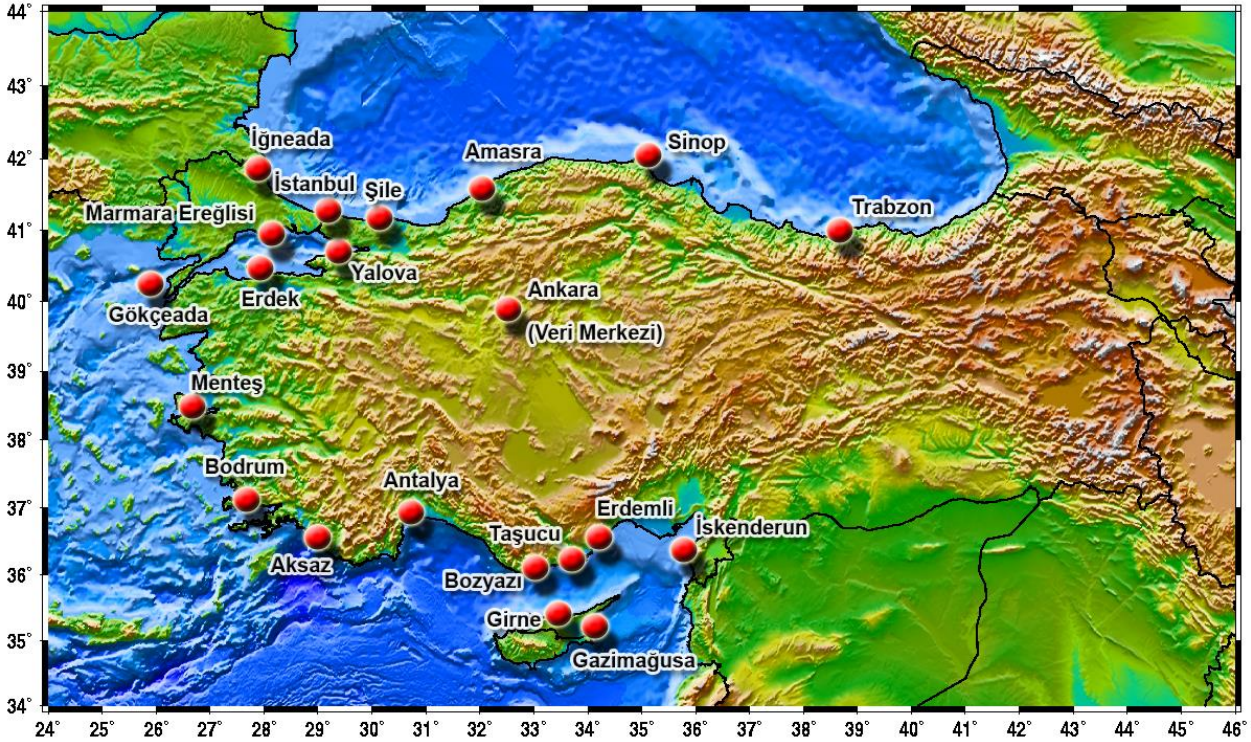 44°
43°
42°
41°
40°
39°
38°
37°
36°
35°
34°
İğneada
İstanbul
Şile
Amasra
Sinop
Trabzon
Marmara Ereğlisi
Yalova
Erdek
Gökçeada
Ankara
(Veri Merkezi)
Menteş
Bodrum
Aksaz
Antalya
Erdemli
Taşucu
İskenderun
Bozyazı
Girne
Gazimağusa
24° 25° 26° 27° 28° 29° 30° 31° 32° 33° 34° 35° 36° 37° 38° 39° 40° 41° 42° 43° 44° 45° 46°